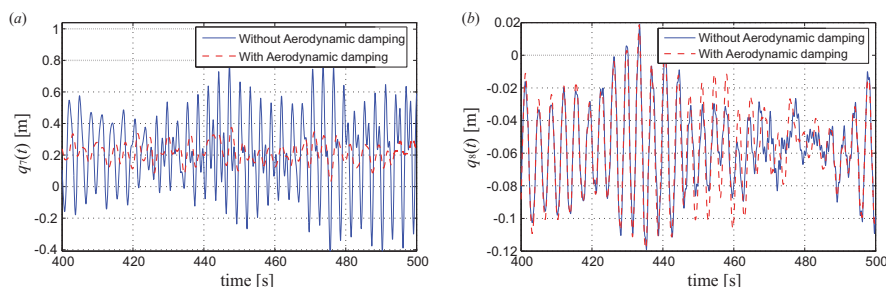 (a)
1
0.8
0.6
0.4
0.2
0
-0.2
-0.4
400
420
440
460
480
500
q₇(t) [m]
time [s]
Without Aerodynamic damping
With Aerodynamic damping
(b)
0.02
0
-0.02
-0.04
-0.06
-0.08
-0.1
-0.12
400
420
440
460
480
500
q₈(t) [m]
time [s]
Without Aerodynamic damping
With Aerodynamic damping